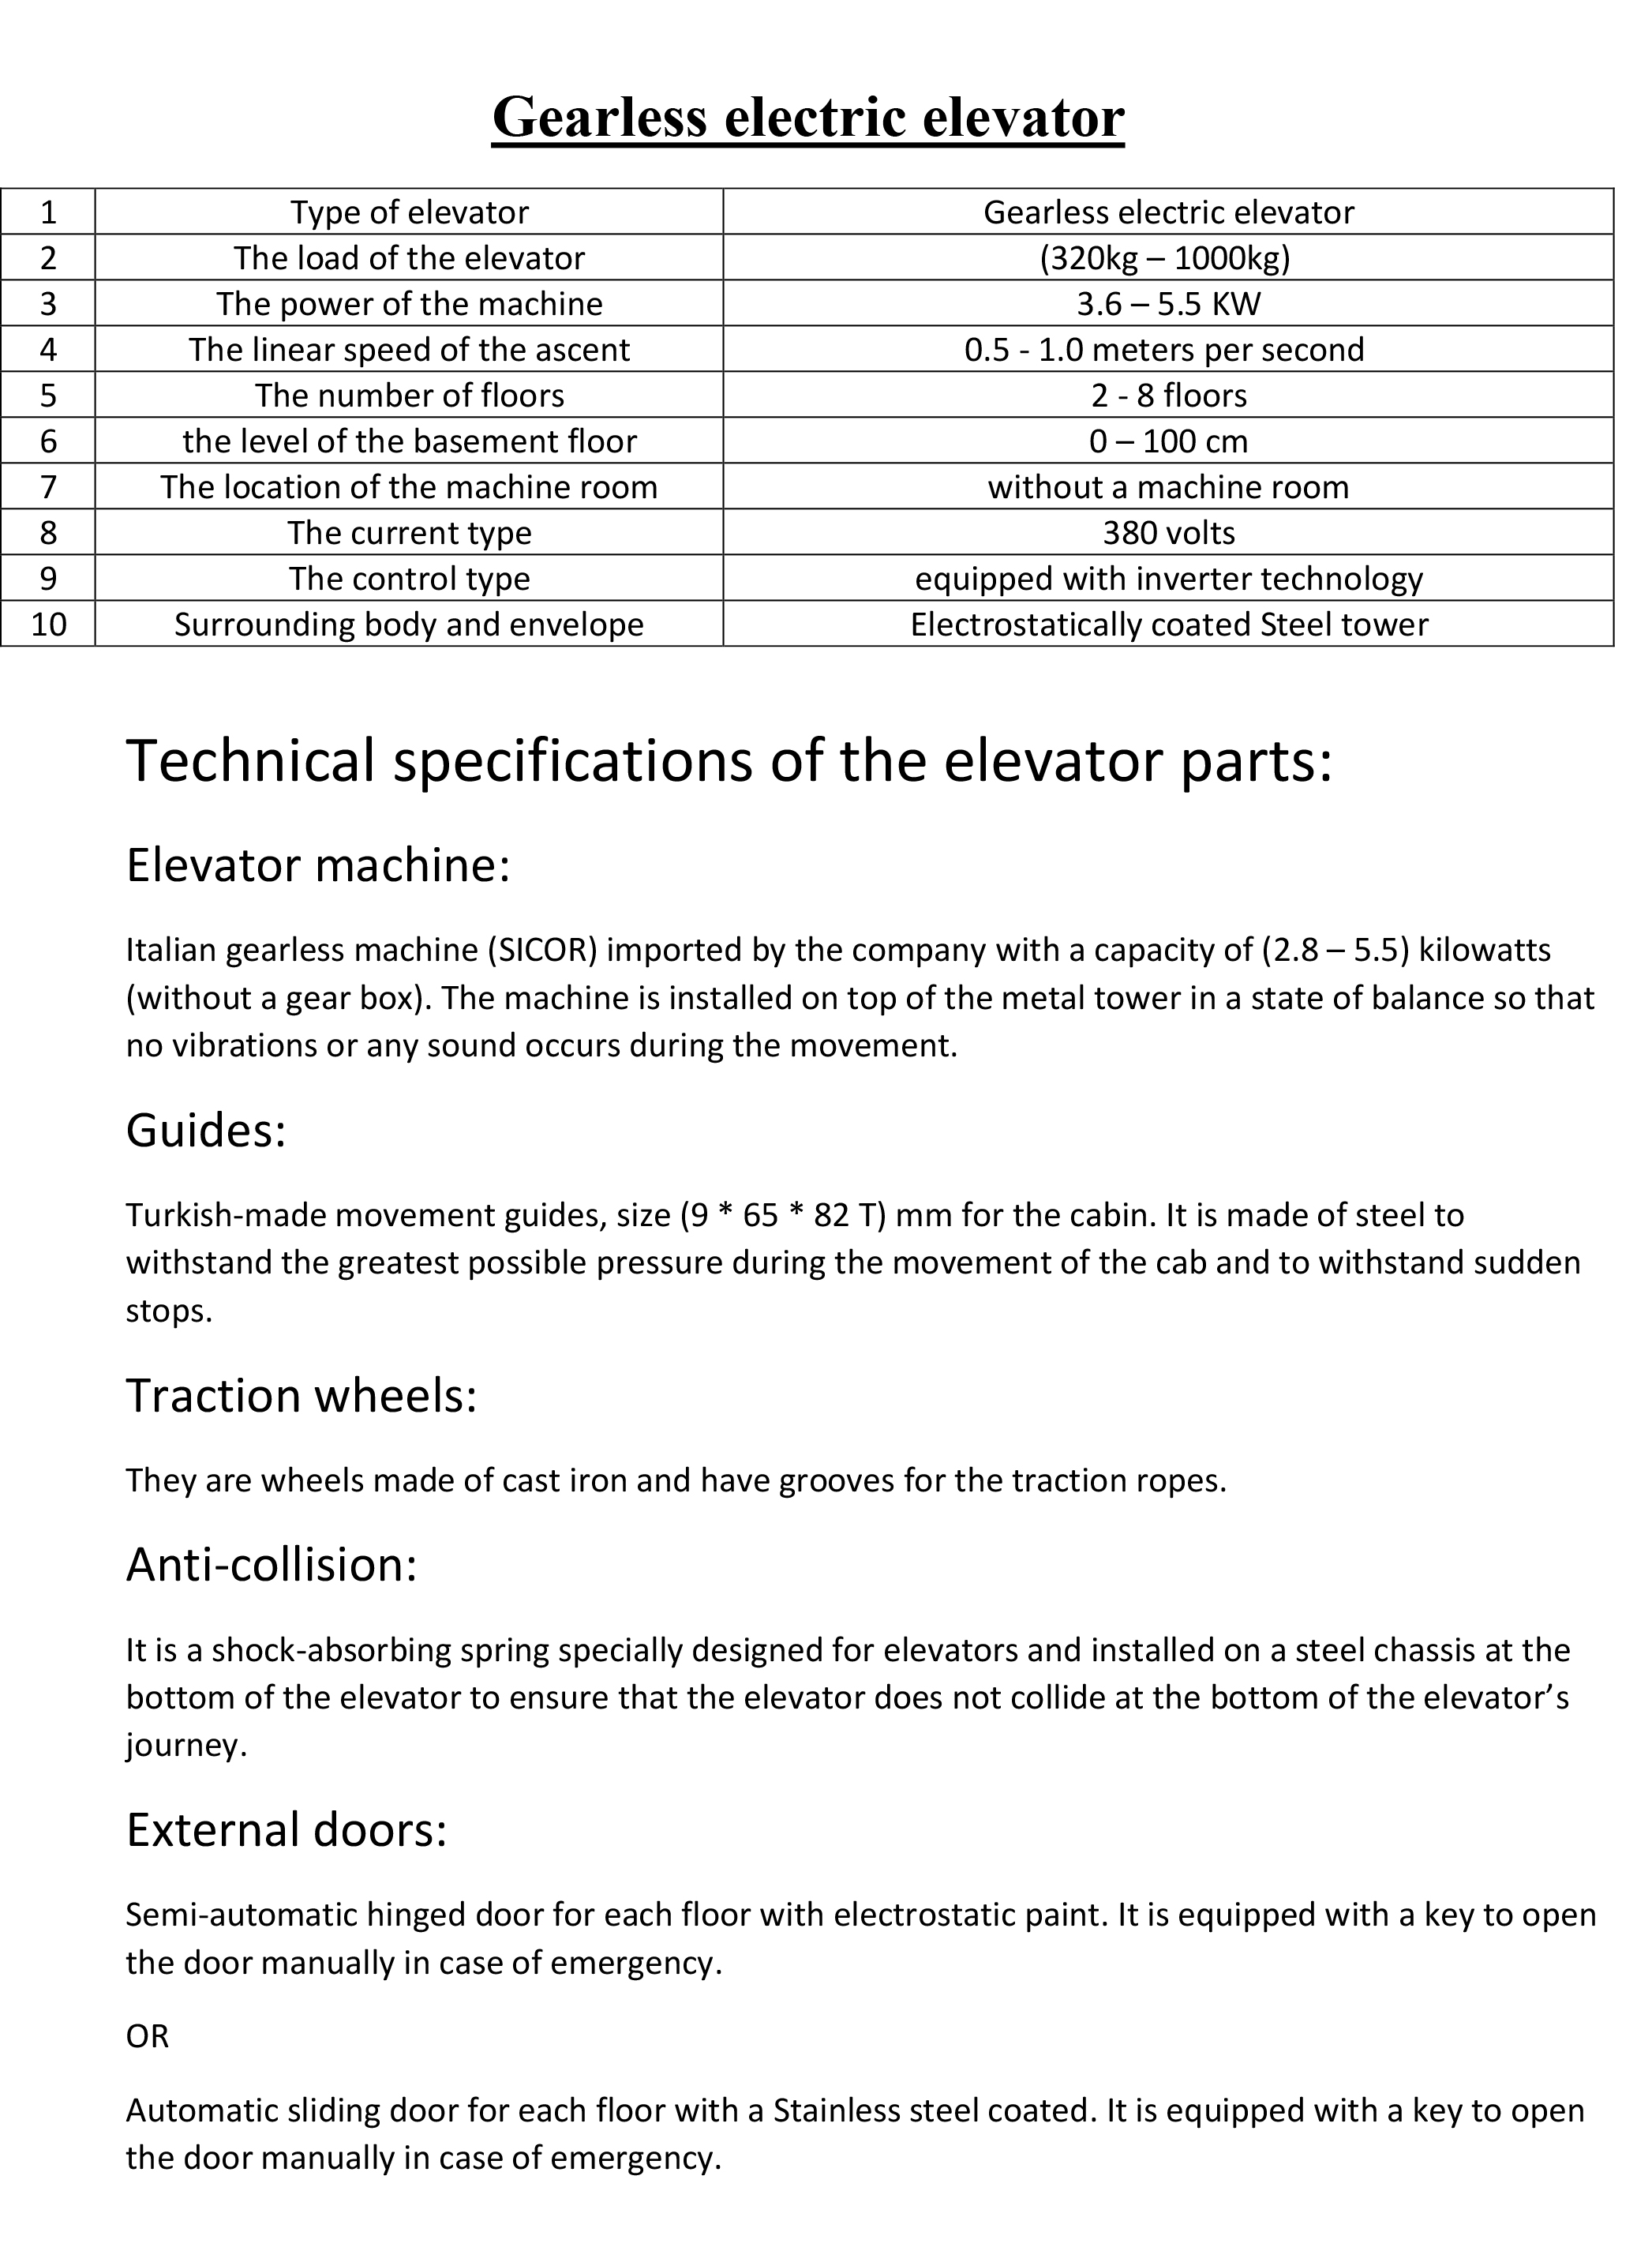 Gearless electric elevator
1 Type of elevator Gearless electric elevator
2 The load of the elevator (320kg – 1000kg)
3 The power of the machine 3.6 – 5.5 KW
4 The linear speed of the ascent 0.5 - 1.0 meters per second
5 The number of floors 2 - 8 floors
6 the level of the basement floor 0 – 100 cm
7 The location of the machine room without a machine room
8 The current type 380 volts
9 The control type equipped with inverter technology
10 Surrounding body and envelope Electrostatically coated Steel tower
Technical specifications of the elevator parts:
Elevator machine:
Italian gearless machine (SICOR) imported by the company with a capacity of (2.8 – 5.5) kilowatts
(without a gear box). The machine is installed on top of the metal tower in a state of balance so that
no vibrations or any sound occurs during the movement.
Guides:
Turkish-made movement guides, size (9 * 65 * 82 T) mm for the cabin. It is made of steel to
withstand the greatest possible pressure during the movement of the cab and to withstand sudden
stops.
Traction wheels:
They are wheels made of cast iron and have grooves for the traction ropes.
Anti-collision:
It is a shock-absorbing spring specially designed for elevators and installed on a steel chassis at the
bottom of the elevator to ensure that the elevator does not collide at the bottom of the elevator’s
journey.
External doors:
Semi-automatic hinged door for each floor with electrostatic paint. It is equipped with a key to open
the door manually in case of emergency.
OR
Automatic sliding door for each floor with a Stainless steel coated. It is equipped with a key to open
the door manually in case of emergency.